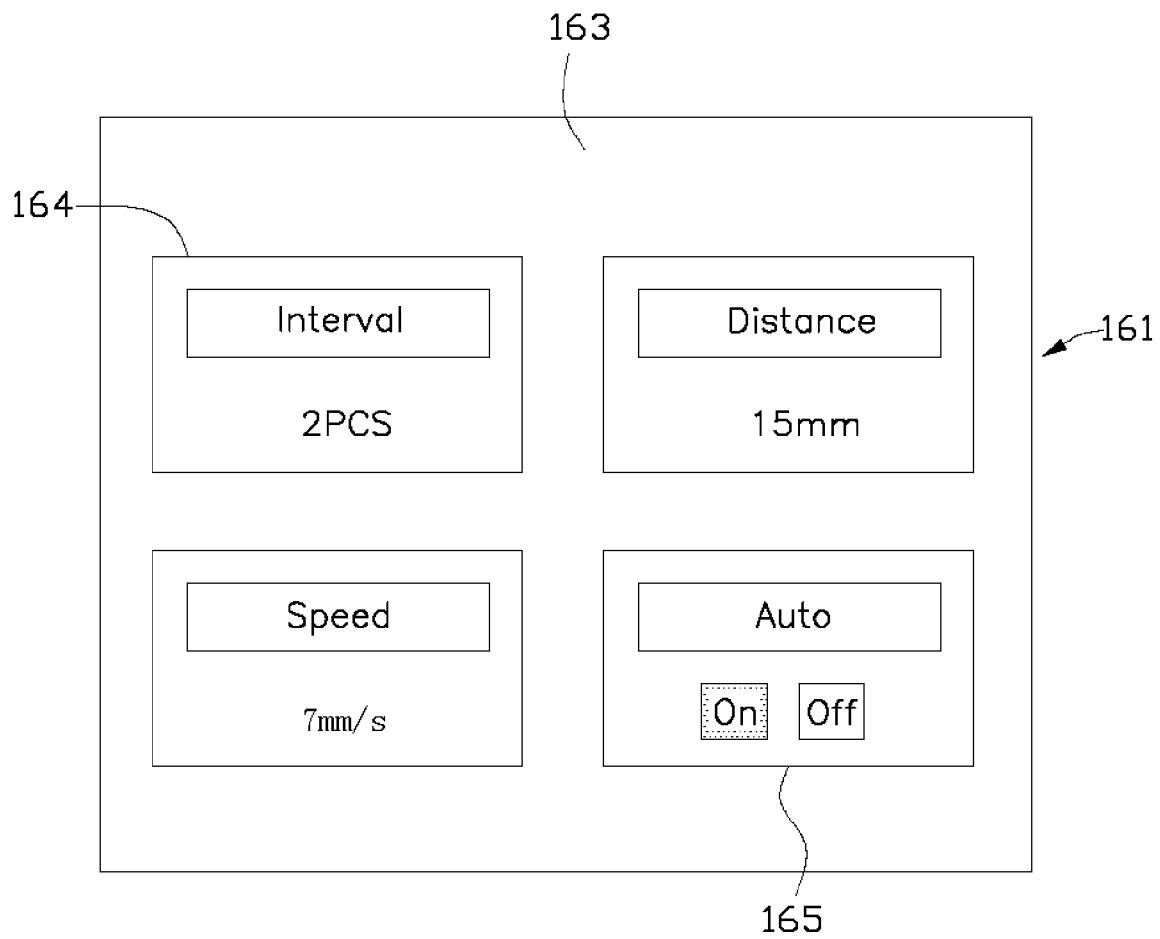 163
164
Interval
Distance
161
2PCS
15mm
Speed
Auto
7mm/s
On
Off
165